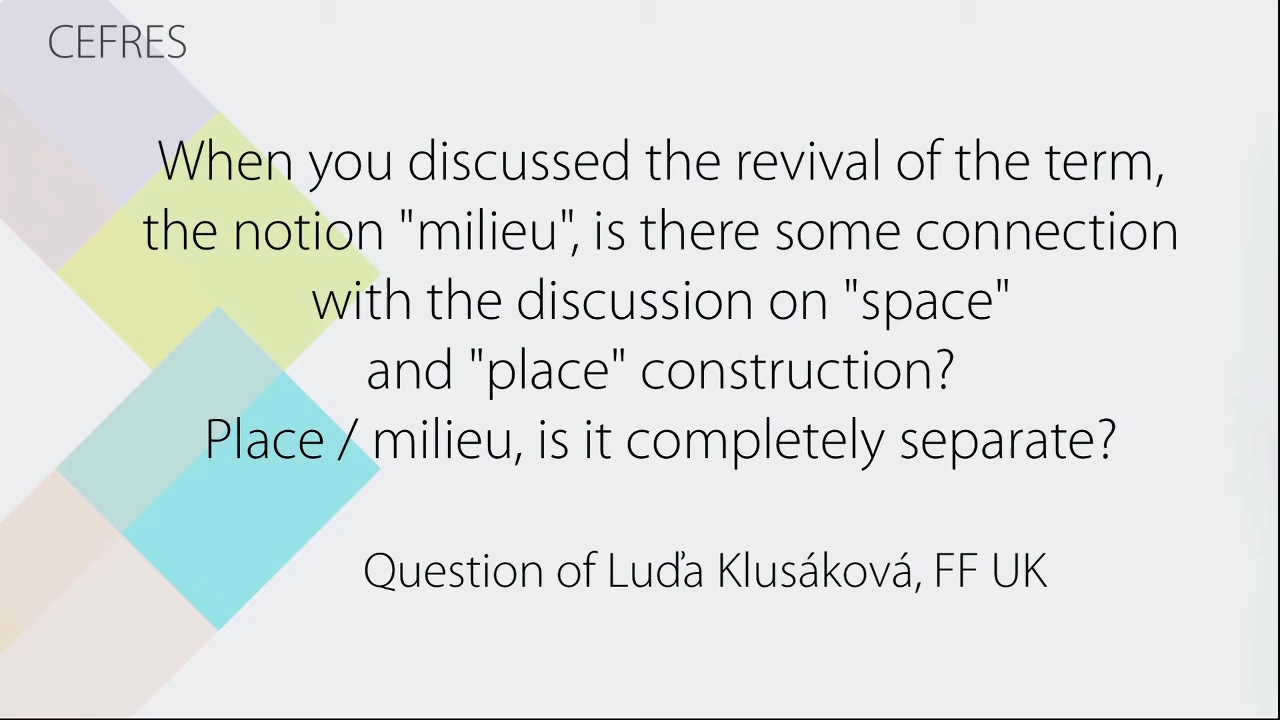 CEFRES
When you discussed the revival of the term,
the notion "milieu", is there some connection
with the discussion on "space"
and "place" construction?
Place / milieu, is it completely separate?
Question of Luďa Klusáková, FF UK